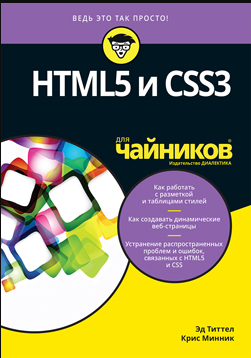 ВЕДЬ ЭТО ТАК ПРОСТО!
HTML5 и CSS3
для
чайников®
Издательство ДИАЛЕКТИКА
Как работать
с разметкой
и таблицами стилей
Как создавать динамические
веб-страницы
Устранение распространенных
проблем и ошибок,
связанных с HTML5
и CSS
Эд Титтел
Крис Минник